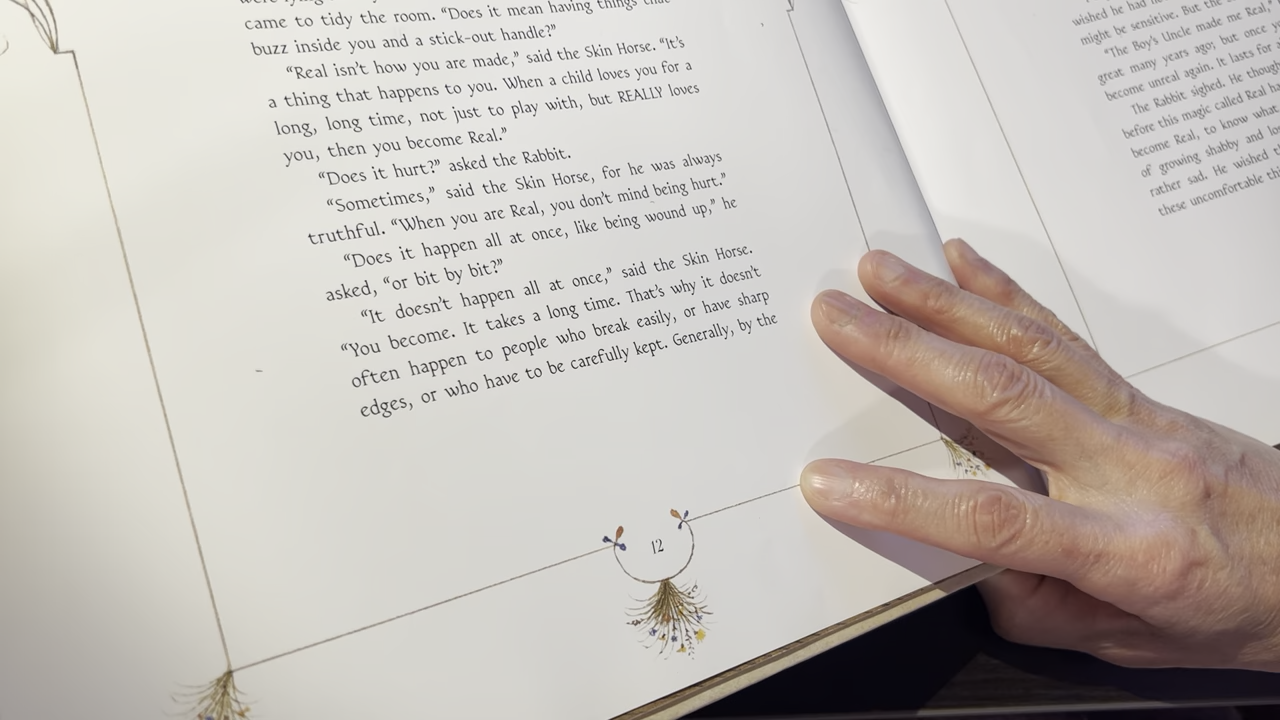 came to tidy the room. “Does it mean having things that
buzz inside you and a stick-out handle?”
“Real isn't how you are made,” said the Skin Horse. “It's
a thing that happens to you. When a child loves you for a
long, long time, not just to play with, but REALLY loves
you, then you become Real.”
“Does it hurt?” asked the Rabbit.
“Sometimes,” said the Skin Horse, for he was always
truthful. “When you are Real, you don't mind being hurt.”
“Does it happen all at once, like being wound up,” he
asked, “or bit by bit?”
“It doesn't happen all at once,” said the Skin Horse.
“You become. It takes a long time. That's why it doesn't
often happen to people who break easily, or have sharp
edges, or who have to be carefully kept. Generally, by the
12
wished he had
might be sensitive. But the
“The Boy's Uncle made me Real,”
great many years ago; but once
become unreal again. It lasts for
The Rabbit sighed. He
before this magic called Real
become Real, to know what
of growing shabby and
rather sad. He wished
these uncomfortable